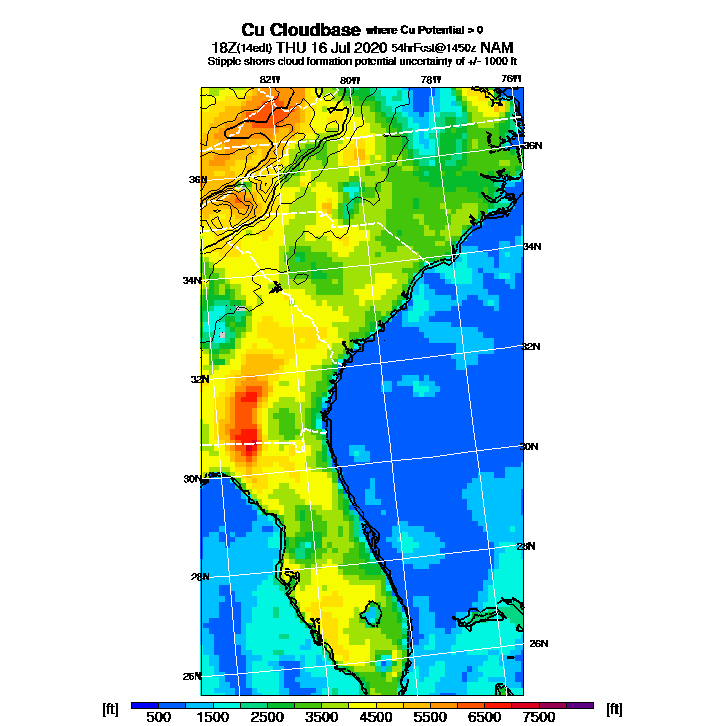 Cu Cloudbase where Cu Potential > 0
18Z(14edt) THU 16 Jul 2020 54hrFcst@1450z NAM
Stipple shows cloud formation potential uncertainty of +/- 1000 ft
82W 80W 78W 76W
36N
36N
34N
34N
32N
32N
30N
30N
28N
28N
26N
26N
[ft] 500 1500 2500 3500 4500 5500 6500 7500 [ft]